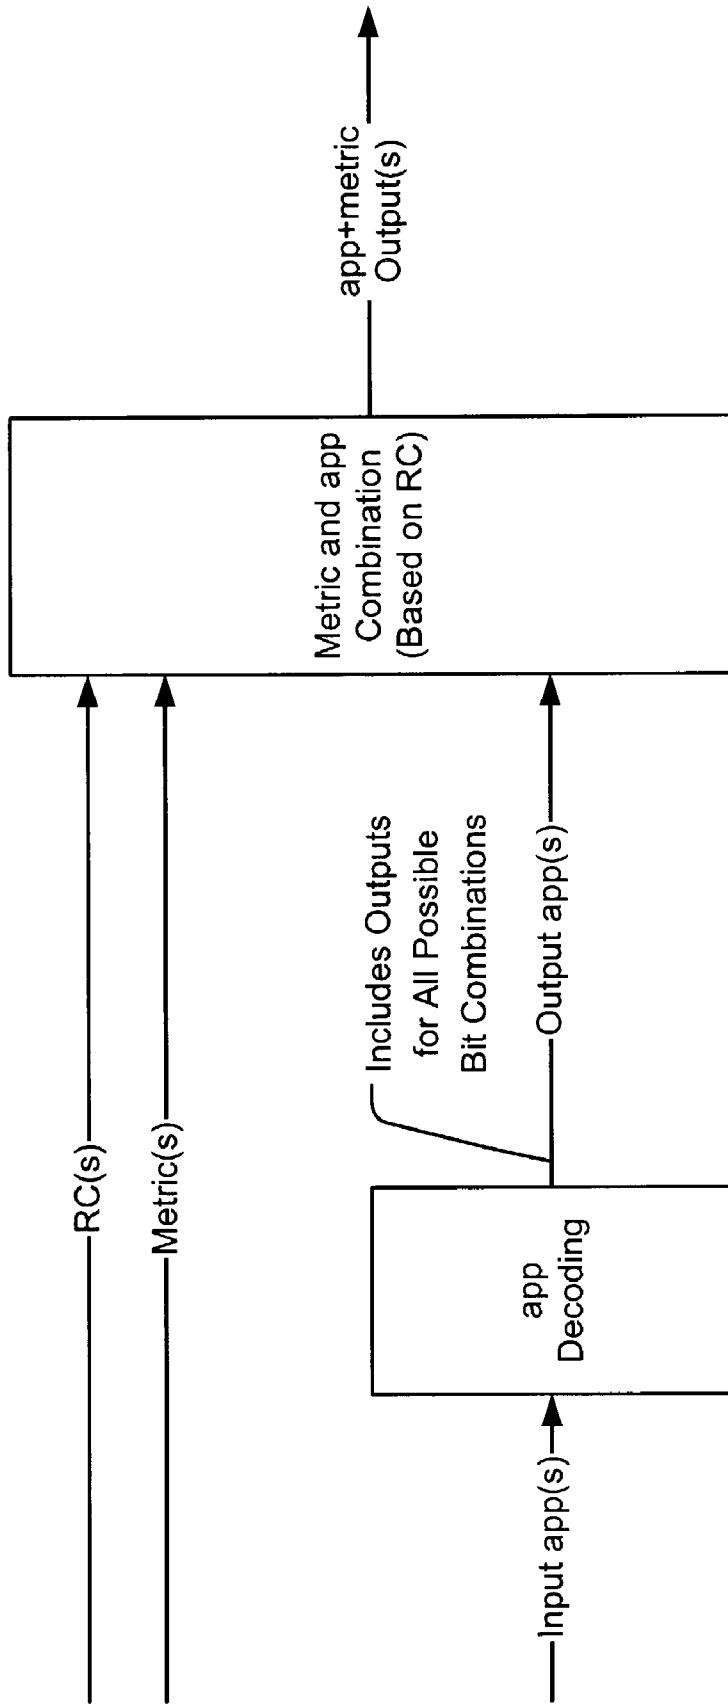 RC(s)
Metric(s)
Input app(s)
app
Decoding
Includes Outputs
for All Possible
Bit Combinations
Output app(s)
Metric and app
Combination
(Based on RC)
app+metric
Output(s)